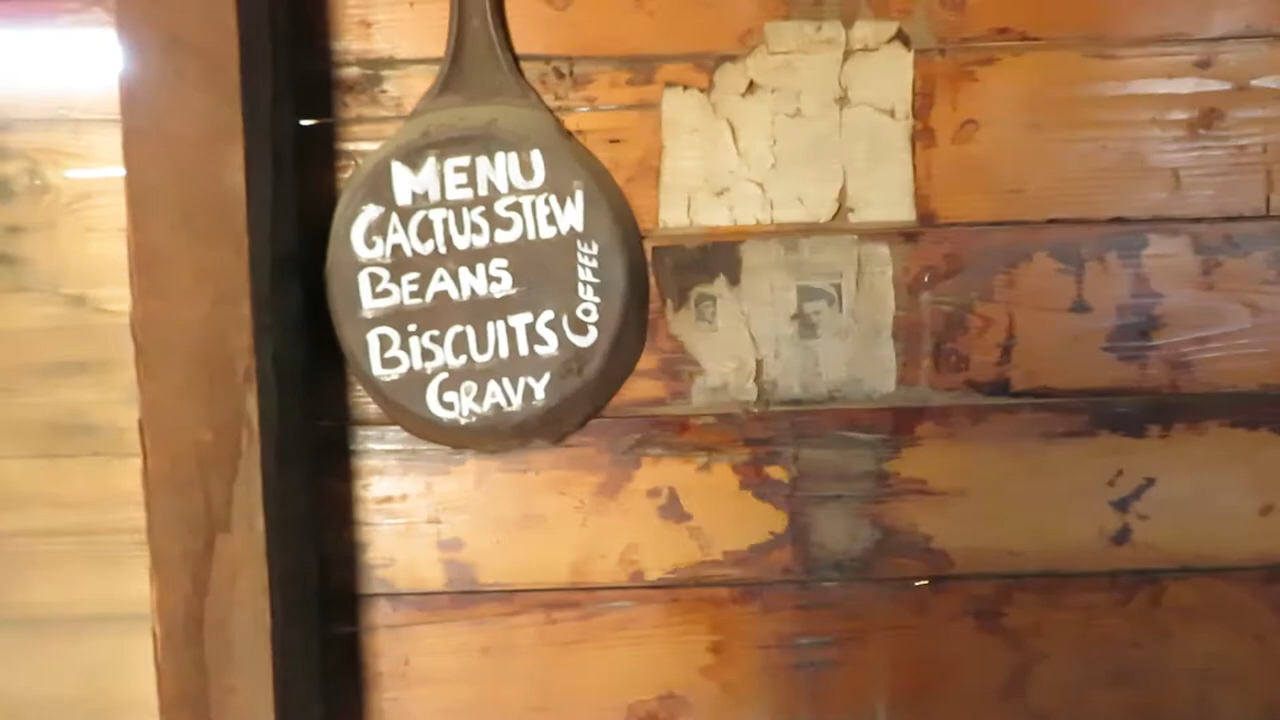 MENU
CACTUS STEW
BEANS
COFFEE
BISCUITS
GRAVY